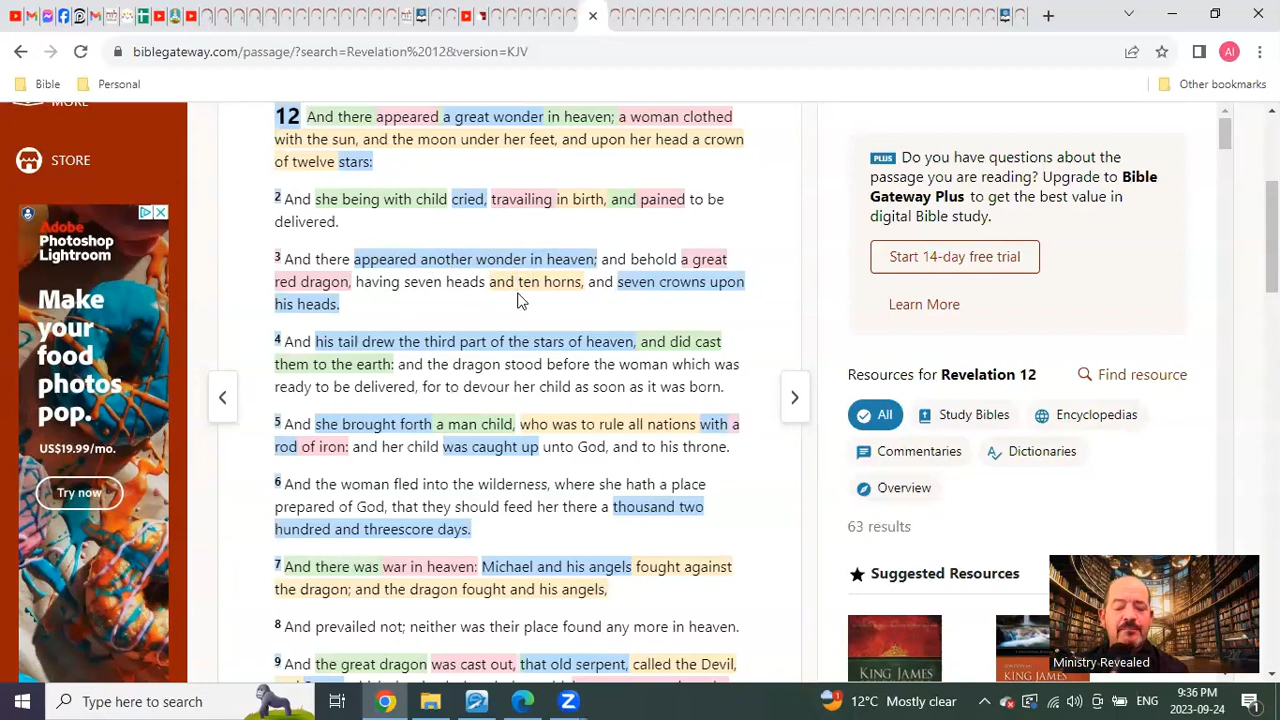 biblegateway.com/passage/?search=Revelation%2012&version=KJV
AI
Bible
Personal
Other bookmarks
STORE
Adobe
Photoshop
Lightroom
Make
your
food
photos
pop.
US$19.99/mo.
Try now
12 And there appeared a great wonder in heaven; a woman clothed
with the sun, and the moon under her feet, and upon her head a crown
of twelve stars:
2 And she being with child cried, travailing in birth, and pained to be
delivered.
3 And there appeared another wonder in heaven; and behold a great
red dragon, having seven heads and ten horns, and seven crowns upon
his heads.
4 And his tail drew the third part of the stars of heaven, and did cast
them to the earth: and the dragon stood before the woman which was
ready to be delivered, for to devour her child as soon as it was born.
5 And she brought forth a man child, who was to rule all nations with a
rod of iron: and her child was caught up unto God, and to his throne.
6 And the woman fled into the wilderness, where she hath a place
prepared of God, that they should feed her there a thousand two
hundred and threescore days.
7 And there was war in heaven: Michael and his angels fought against
the dragon; and the dragon fought and his angels,
8 And prevailed not; neither was their place found any more in heaven.
9 And the great dragon was cast out, that old serpent, called the Devil,
PLUS Do you have questions about the
passage you are reading? Upgrade to Bible
Gateway Plus to get the best value in
digital Bible study.
Start 14-day free trial
Learn More
Resources for Revelation 12
Find resource
All
Study Bibles
Encyclopedias
Commentaries
Dictionaries
Overview
63 results
Suggested Resources
KING JAMES
KING JAMES
Ministry Revealed
Type here to search
1
12°C Mostly clear
ENG
9:36 PM
2023-09-24
1